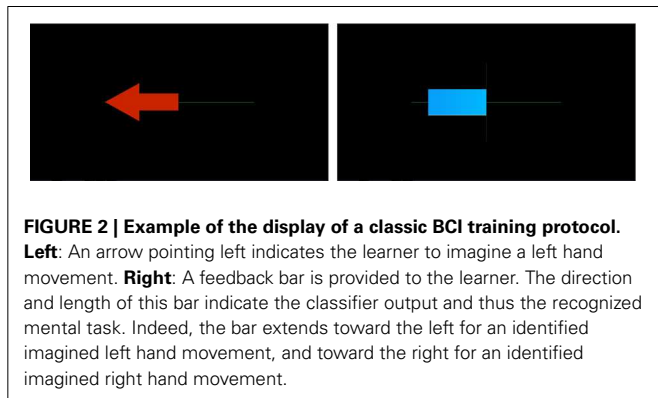 FIGURE 2 | Example of the display of a classic BCI training protocol.
Left: An arrow pointing left indicates the learner to imagine a left hand
movement. Right: A feedback bar is provided to the learner. The direction
and length of this bar indicate the classifier output and thus the recognized
mental task. Indeed, the bar extends toward the left for an identified
imagined left hand movement, and toward the right for an identified
imagined right hand movement.